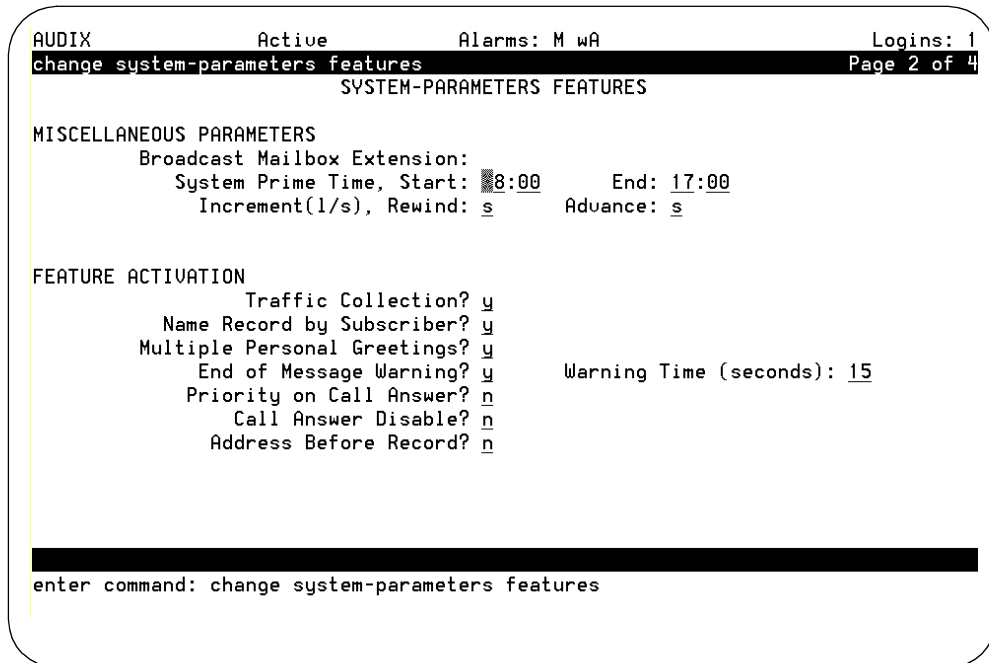 AUDIX Active Alarms: M wA Logins: 1
change system-parameters features Page 2 of 4
SYSTEM-PARAMETERS FEATURES
MISCELLANEOUS PARAMETERS
Broadcast Mailbox Extension:
System Prime Time, Start: 8:00 End: 17:00
Increment(l/s), Rewind: s Advance: s
FEATURE ACTIVATION
Traffic Collection? y
Name Record by Subscriber? y
Multiple Personal Greetings? y
End of Message Warning? y Warning Time (seconds): 15
Priority on Call Answer? n
Call Answer Disable? n
Address Before Record? n
enter command: change system-parameters features